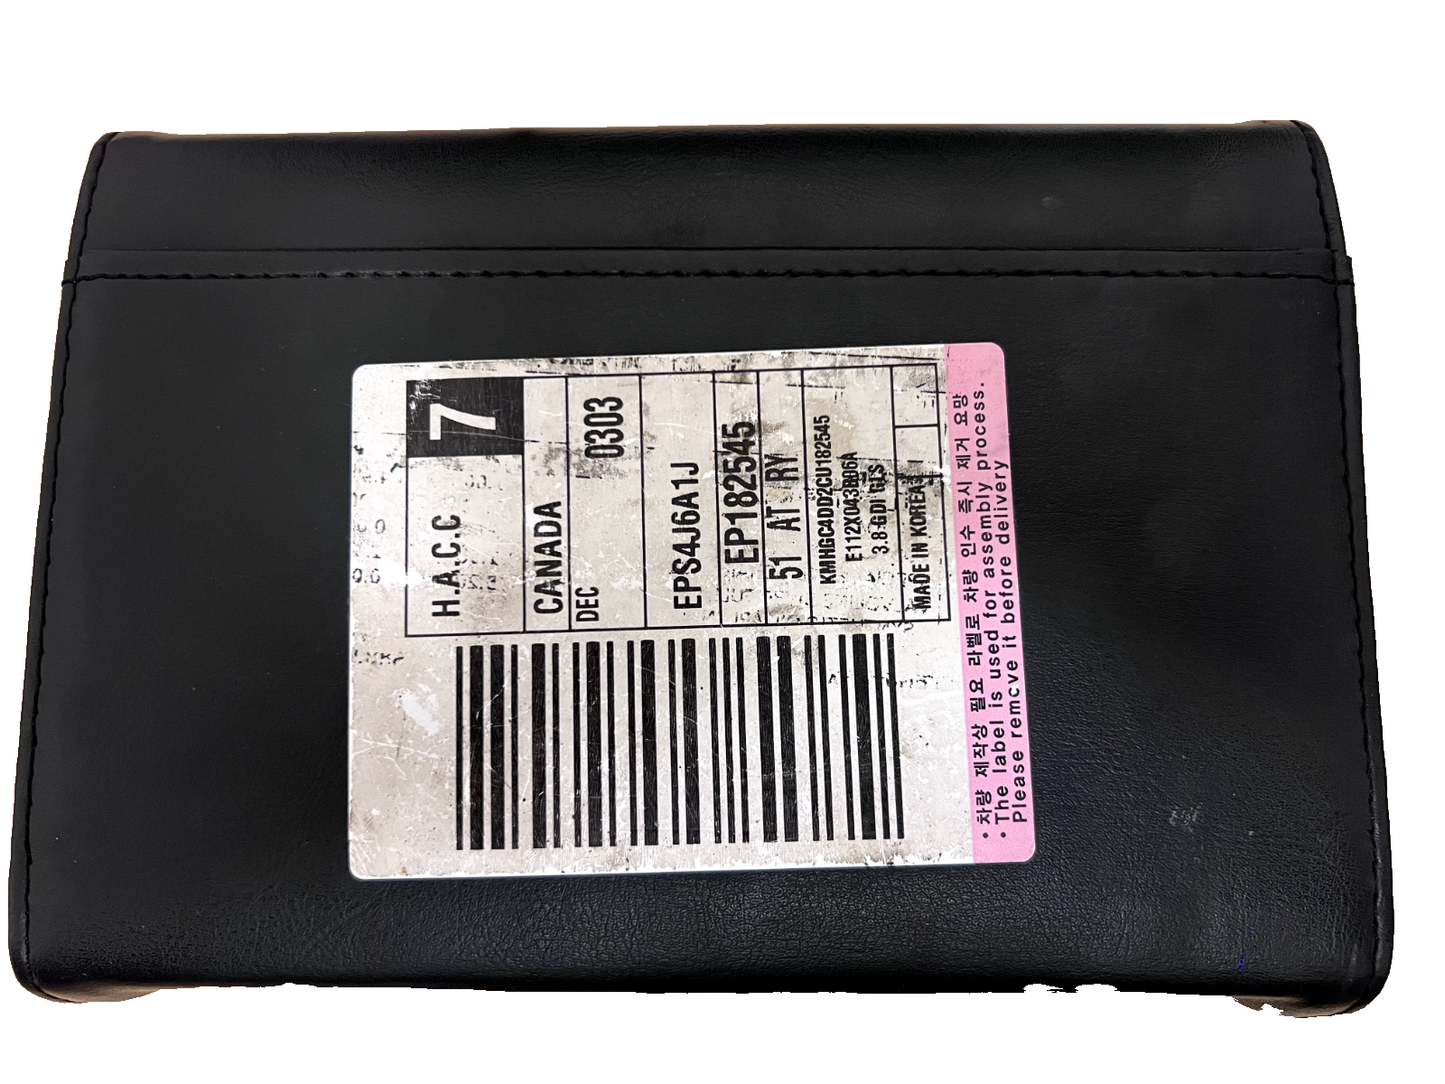 7
H.A.C.C
CANADA
DEC 0303
EPS4J6A1J
EP182545
51 AT RY
KMHGC4DD2CU182545
3.8 GDI GLS
MADE IN KOREA
• 차량 제작상 필요 라벨로 차량 인수 즉시 제거 요망
• The label is used for assembly process.
Please remcve it before delivery